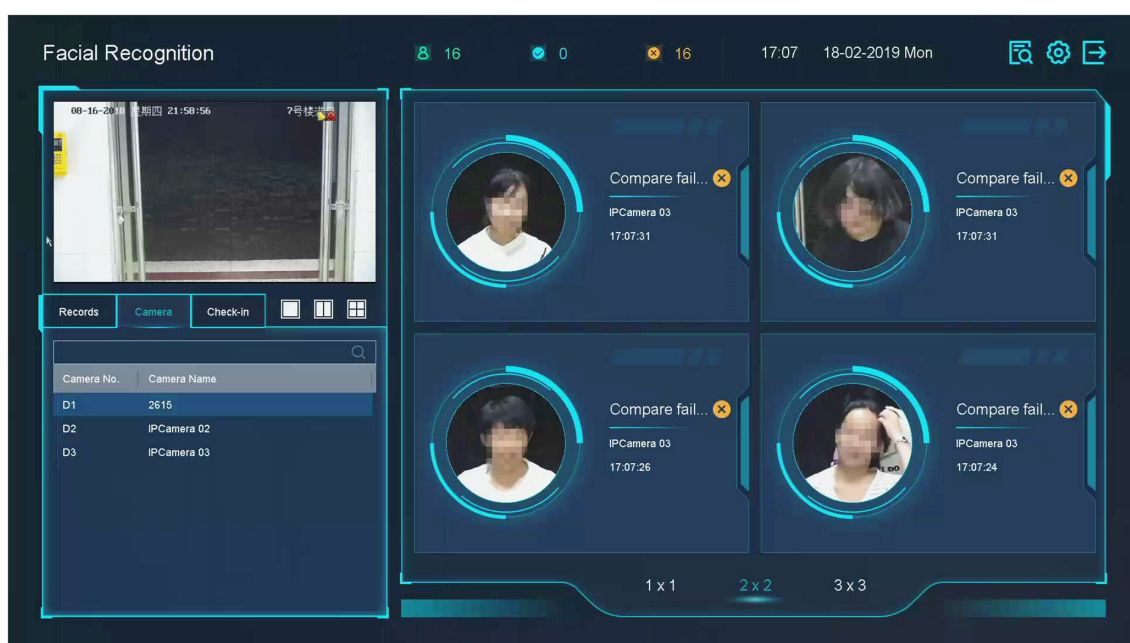 Facial Recognition
16
0
16
17:07
18-02-2019 Mon
08-16-2018 星期四 21:58:56
7号楼
Records
Camera
Check-in
Camera No.
Camera Name
D1
2615
D2
IPCamera 02
D3
IPCamera 03
Compare fail...
IPCamera 03
17:07:31
Compare fail...
IPCamera 03
17:07:31
Compare fail...
IPCamera 03
17:07:26
Compare fail...
IPCamera 03
17:07:24
1 x 1
2 x 2
3 x 3